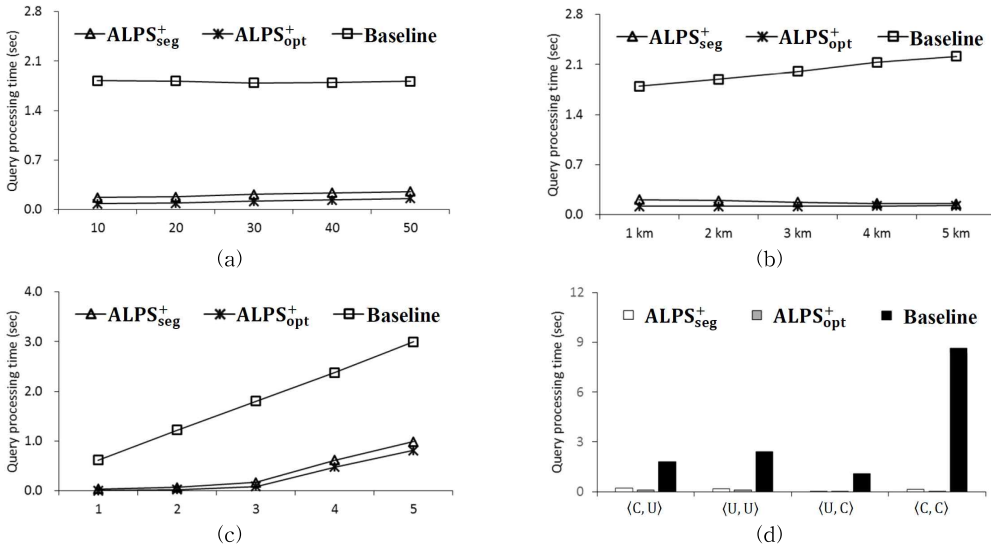 ALPS+seg ALPS+opt Baseline
Query processing time (sec)
2.8
2.1
1.4
0.7
0.0
10 20 30 40 50
(a)
ALPS+seg ALPS+opt Baseline
Query processing time (sec)
2.8
2.1
1.4
0.7
0.0
1 km 2 km 3 km 4 km 5 km
(b)
ALPS+seg ALPS+opt Baseline
Query processing time (sec)
4.0
3.0
2.0
1.0
0.0
1 2 3 4 5
(c)
ALPS+seg ALPS+opt Baseline
Query processing time (sec)
12
9
6
3
0
⟨C, U⟩ ⟨U, U⟩ ⟨U, C⟩ ⟨C, C⟩
(d)